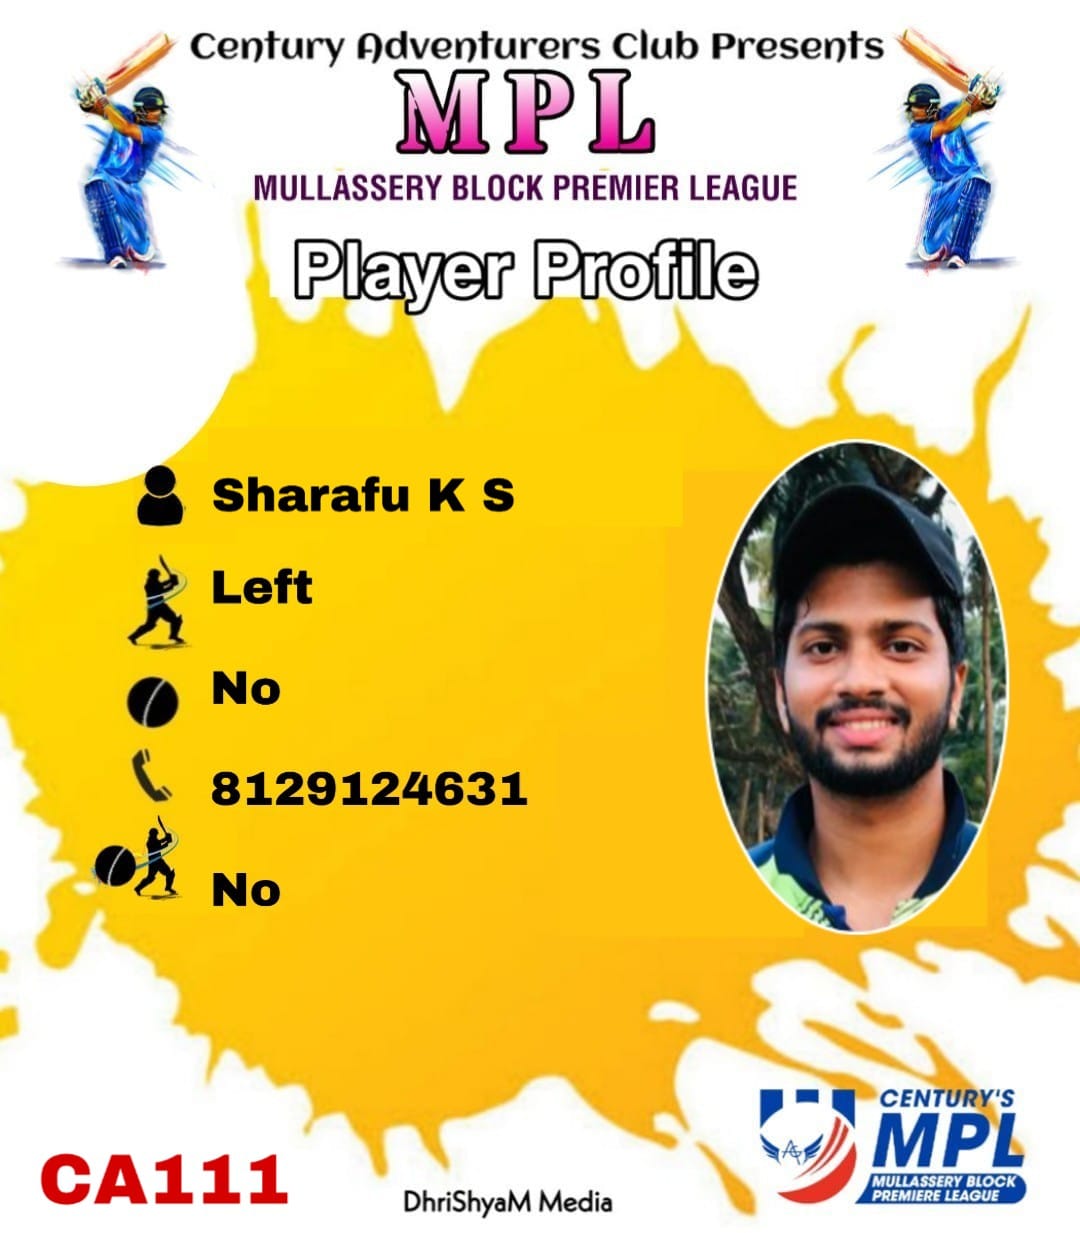 Century Adventurers Club Presents
MPL
MULLASSERY BLOCK PREMIER LEAGUE
Player Profile
Sharafu K S
Left
No
8129124631
No
CA111
DhriShyaM Media
CENTURY'S
MPL
MULLASSERY BLOCK
PREMIERE LEAGUE